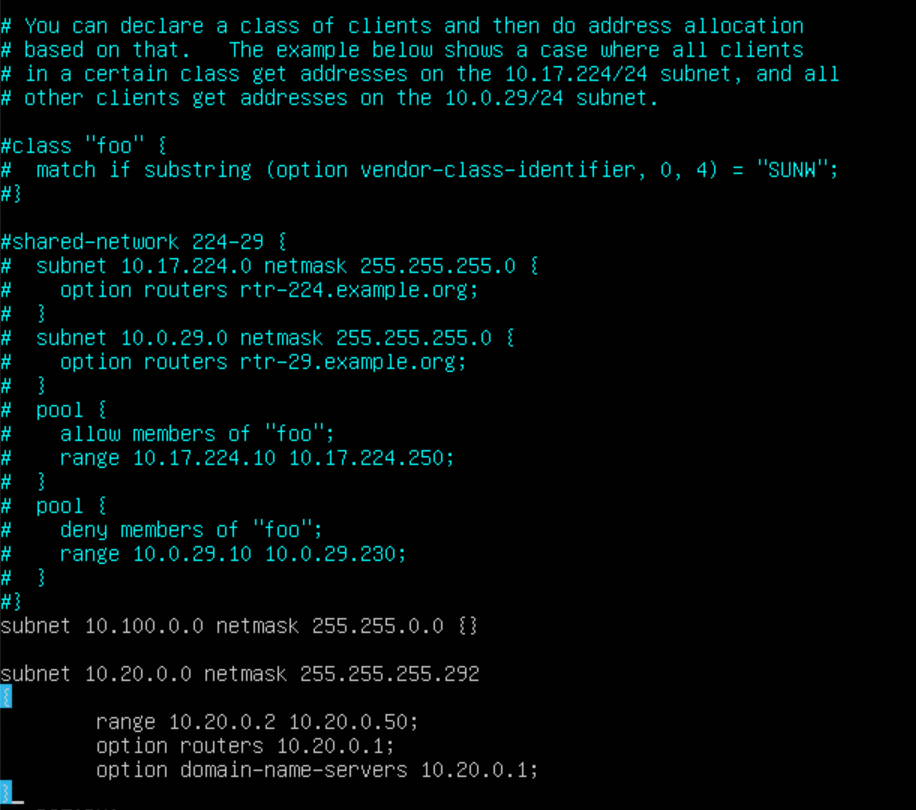 # You can declare a class of clients and then do address allocation
# based on that.   The example below shows a case where all clients
# in a certain class get addresses on the 10.17.224/24 subnet, and all
# other clients get addresses on the 10.0.29/24 subnet.
#class "foo" {
#  match if substring (option vendor-class-identifier, 0, 4) = "SUNW";
#}
#shared-network 224-29 {
#  subnet 10.17.224.0 netmask 255.255.255.0 {
#    option routers rtr-224.example.org;
#  }
#  subnet 10.0.29.0 netmask 255.255.255.0 {
#    option routers rtr-29.example.org;
#  }
#  pool {
#    allow members of "foo";
#    range 10.17.224.10 10.17.224.250;
#  }
#  pool {
#    deny members of "foo";
#    range 10.0.29.10 10.0.29.230;
#  }
#}
subnet 10.100.0.0 netmask 255.255.0.0 {}
subnet 10.20.0.0 netmask 255.255.255.292
{
        range 10.20.0.2 10.20.0.50;
        option routers 10.20.0.1;
        option domain-name-servers 10.20.0.1;
}_